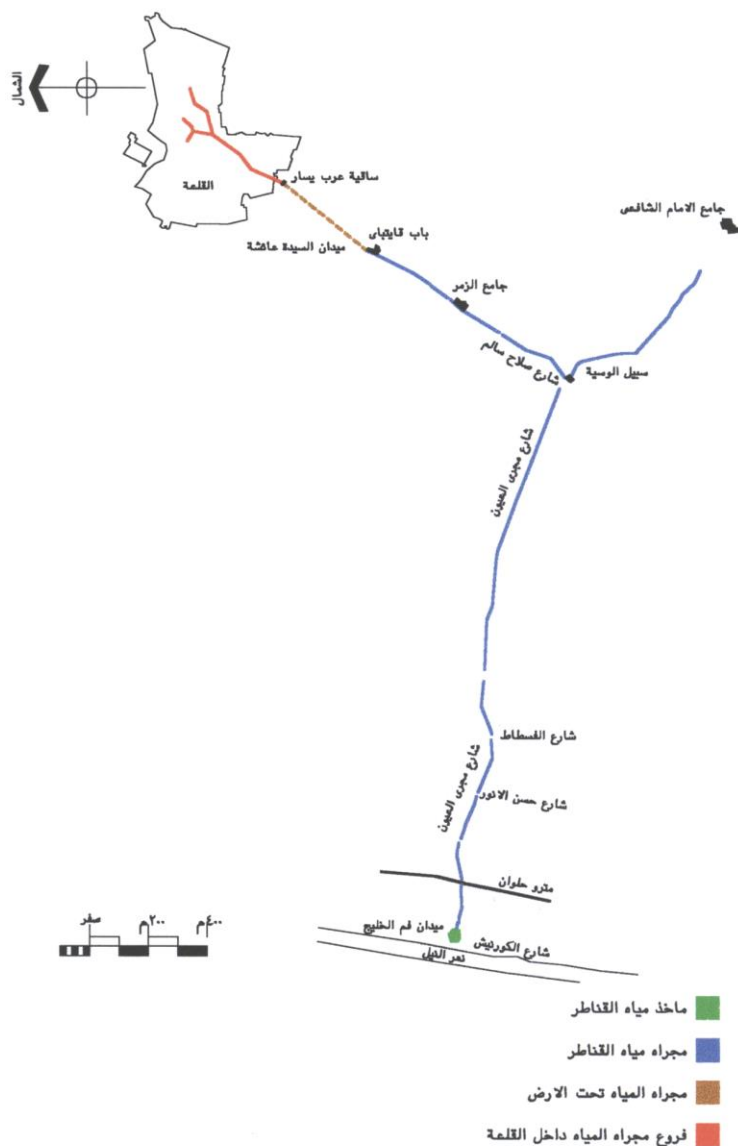 الشمال
القلعة
ساقية عرب يسار
جامع الامام الشافعى
باب قايتباى
ميدان السيدة عائشة
جامع الزمر
شارع صلاح سالم
سبيل الوسية
شارع مجرى العيون
شارع الفسطاط
شارع مجرى العيون
شارع حسن الانور
مترو حلوان
ميدان فم الخليج
شارع الكورنيش
نهر النيل
صفر ٢٠٠م ٤٠٠م
ماخذ مياه القناطر
مجراه مياه القناطر
مجراه المياه تحت الارض
فروع مجراه المياه داخل القلعة